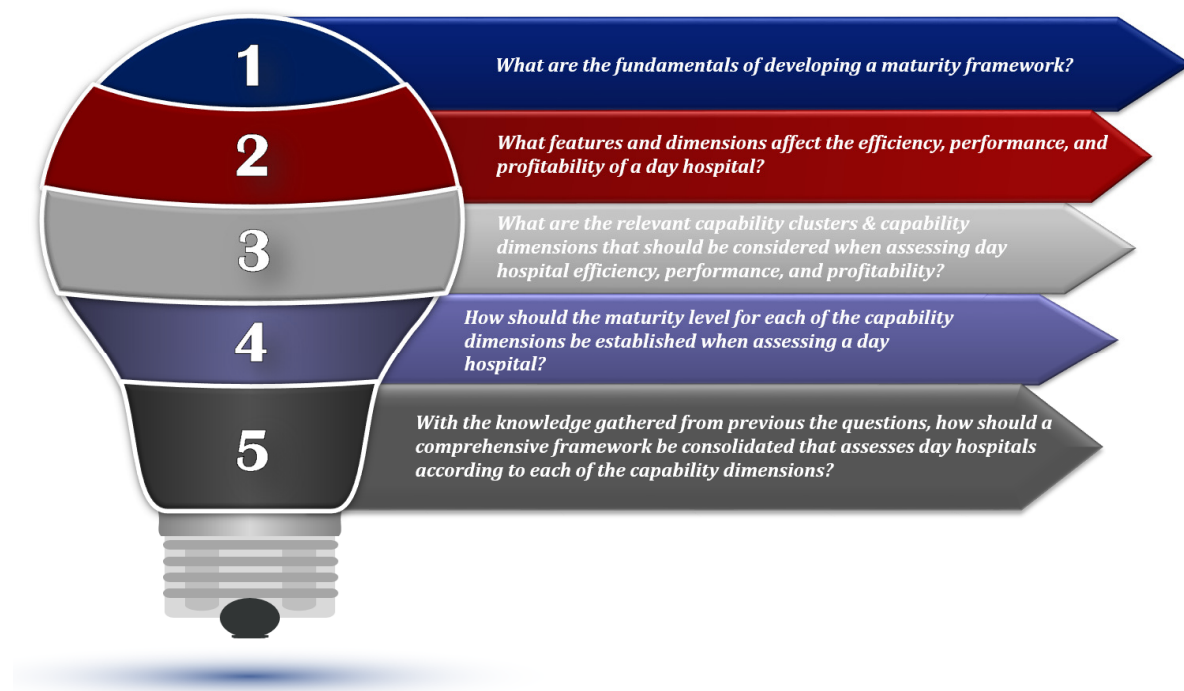 1
What are the fundamentals of developing a maturity framework?
2
What features and dimensions affect the efficiency, performance, and
profitability of a day hospital?
3
What are the relevant capability clusters & capability
dimensions that should be considered when assessing day
hospital efficiency, performance, and profitability?
4
How should the maturity level for each of the capability
dimensions be established when assessing a day
hospital?
5
With the knowledge gathered from previous the questions, how should a
comprehensive framework be consolidated that assesses day hospitals
according to each of the capability dimensions?